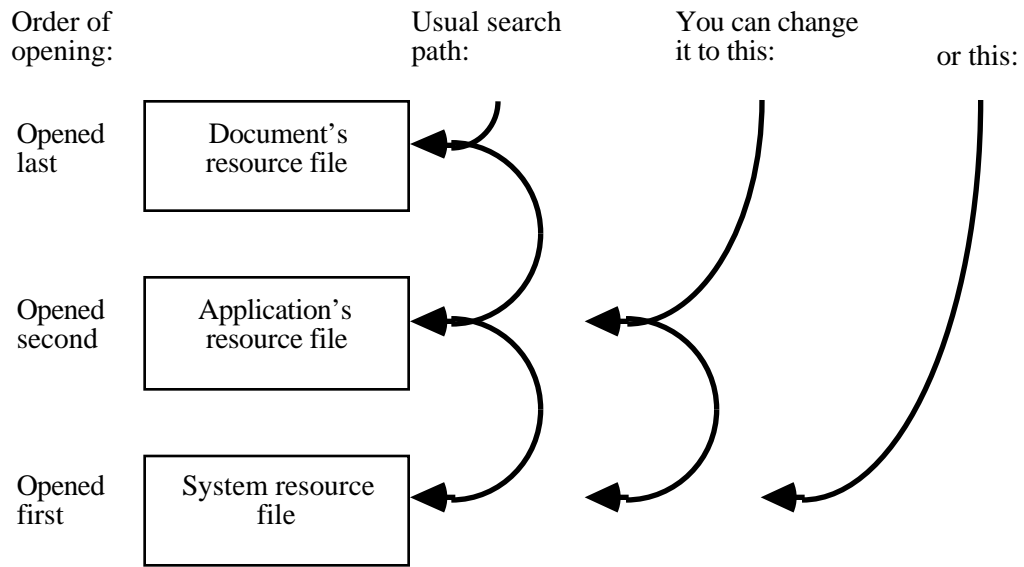 Order of
opening:
Usual search
path:
You can change
it to this:
or this:
Opened
last
Document’s
resource file
Opened
second
Application’s
resource file
Opened
first
System resource
file